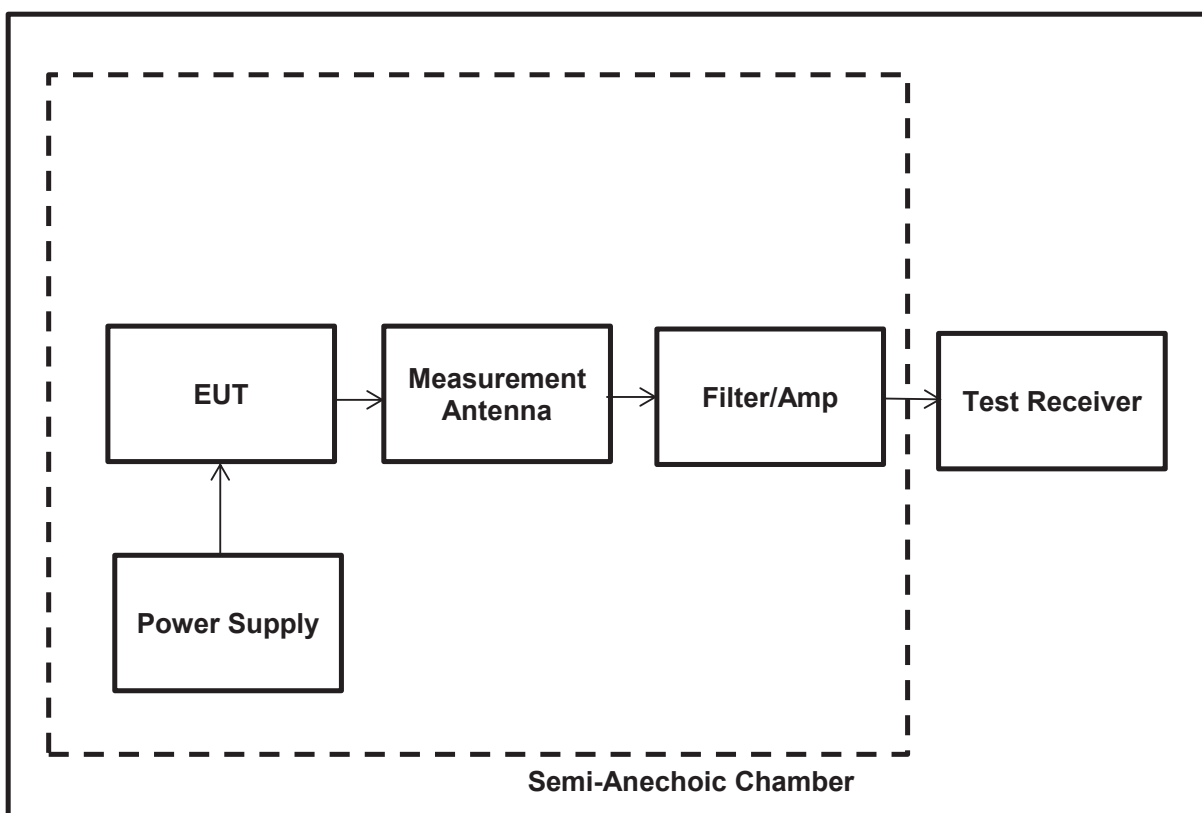 EUT
Measurement
Antenna
Filter/Amp
Test Receiver
Power Supply
Semi-Anechoic Chamber